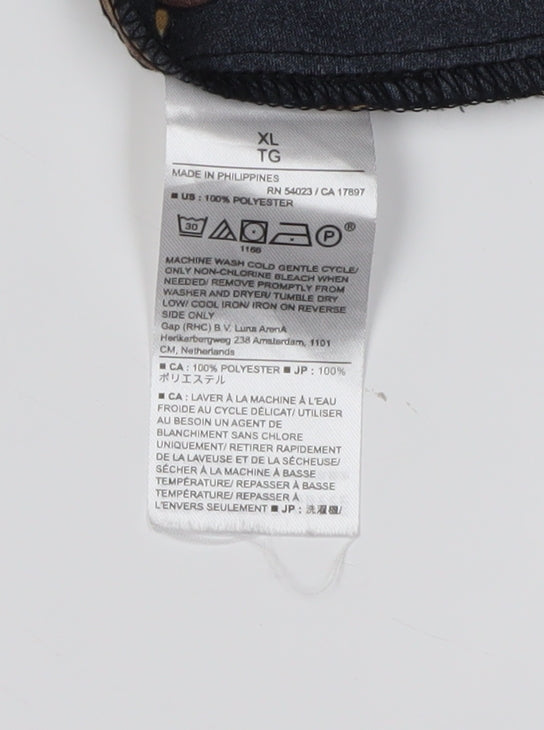 XL
TG
MADE IN PHILIPPINES
RN 54023 / CA 17897
■ US : 100% POLYESTER
30 P ®
1166
MACHINE WASH COLD GENTLE CYCLE/
ONLY NON-CHLORINE BLEACH WHEN
NEEDED/ REMOVE PROMPTLY FROM
WASHER AND DRYER/ TUMBLE DRY
LOW/ COOL IRON/ IRON ON REVERSE
SIDE ONLY
Gap (RHC) B.V. Luna ArenA
Herikerbergweg 238 Amsterdam, 1101
CM, Netherlands
■ CA : 100% POLYESTER ■ JP : 100%
ポリエステル
■ CA : LAVER À LA MACHINE À L'EAU
FROIDE AU CYCLE DÉLICAT/ UTILISER
AU BESOIN UN AGENT DE
BLANCHIMENT SANS CHLORE
UNIQUEMENT/ RETIRER RAPIDEMENT
DE LA LAVEUSE ET DE LA SÉCHEUSE/
SÉCHER À LA MACHINE À BASSE
TEMPÉRATURE/ REPASSER À BASSE
TEMPÉRATURE/ REPASSER À
L'ENVERS SEULEMENT ■ JP : 洗濯機/